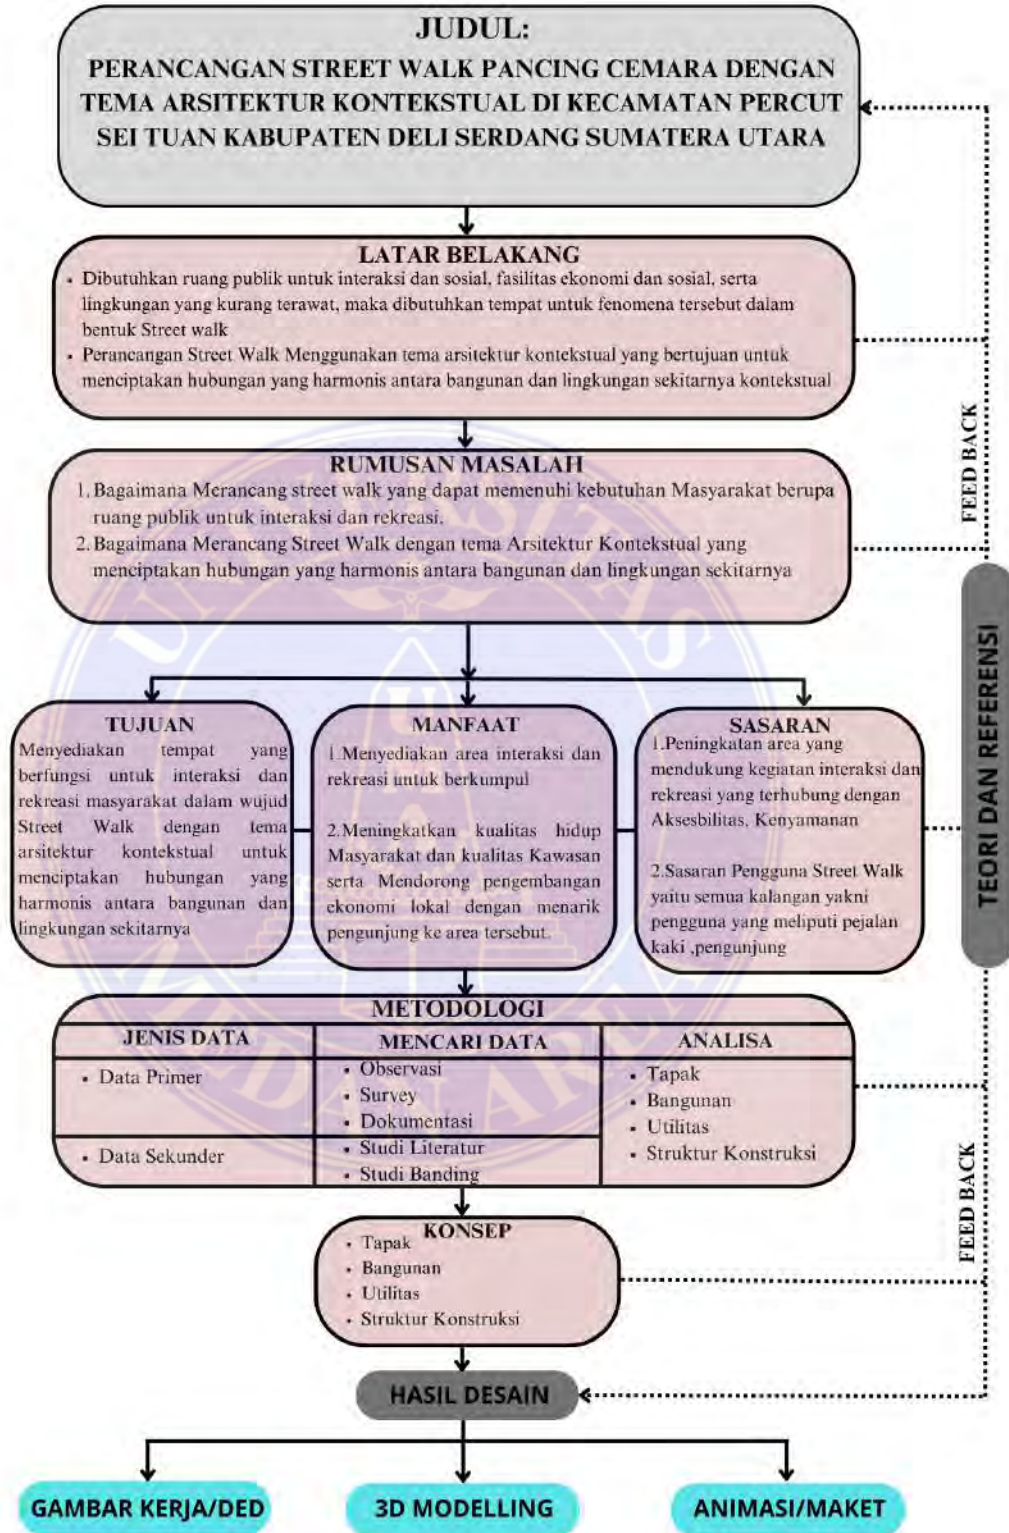 JUDUL:
PERANCANGAN STREET WALK PANCING CEMARA DENGAN
TEMA ARSITEKTUR KONTEKSTUAL DI KECAMATAN PERCUT
SEI TUAN KABUPATEN DELI SERDANG SUMATERA UTARA
LATAR BELAKANG
• Dibutuhkan ruang publik untuk interaksi dan sosial, fasilitas ekonomi dan sosial, serta
lingkungan yang kurang terawat, maka dibutuhkan tempat untuk fenomena tersebut dalam
bentuk Street walk
• Perancangan Street Walk Menggunakan tema arsitektur kontekstual yang bertujuan untuk
menciptakan hubungan yang harmonis antara bangunan dan lingkungan sekitarnya kontekstual
FEED BACK
RUMUSAN MASALAH
1. Bagaimana Merancang street walk yang dapat memenuhi kebutuhan Masyarakat berupa
ruang publik untuk interaksi dan rekreasi.
2. Bagaimana Merancang Street Walk dengan tema Arsitektur Kontekstual yang
menciptakan hubungan yang harmonis antara bangunan dan lingkungan sekitarnya
TEORI DAN REFERENSI
TUJUAN
Menyediakan tempat yang
berfungsi untuk interaksi dan
rekreasi masyarakat dalam wujud
Street Walk dengan tema
arsitektur kontekstual untuk
menciptakan hubungan yang
harmonis antara bangunan dan
lingkungan sekitarnya
MANFAAT
1.Menyediakan area interaksi dan
rekreasi untuk berkumpul
2.Meningkatkan kualitas hidup
Masyarakat dan kualitas Kawasan
serta Mendorong pengembangan
ekonomi lokal dengan menarik
pengunjung ke area tersebut.
SASARAN
1.Peningkatan area yang
mendukung kegiatan interaksi dan
rekreasi yang terhubung dengan
Aksesbilitas, Kenyamanan
2.Sasaran Pengguna Street Walk
yaitu semua kalangan yakni
pengguna yang meliputi pejalan
kaki ,pengunjung
METODOLOGI
JENIS DATA
MENCARI DATA
ANALISA
• Data Primer
• Observasi
• Survey
• Dokumentasi
• Tapak
• Bangunan
• Utilitas
• Struktur Konstruksi
• Data Sekunder
• Studi Literatur
• Studi Banding
FEED BACK
KONSEP
• Tapak
• Bangunan
• Utilitas
• Struktur Konstruksi
HASIL DESAIN
GAMBAR KERJA/DED
3D MODELLING
ANIMASI/MAKET
UNIVERSITAS
MEDAN AREA